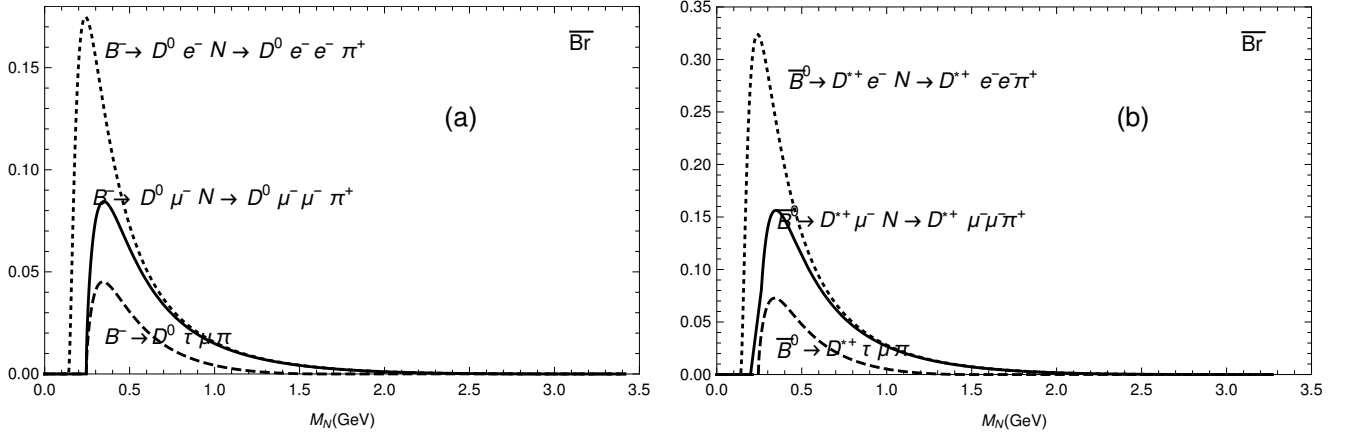 0.15
0.10
0.05
0.00
0.0 0.5 1.0 1.5 2.0 2.5 3.0 3.5
M_N(GeV)
B⁻→ D⁰ e⁻ N → D⁰ e⁻ e⁻ π⁺
B⁻→ D⁰ μ⁻ N → D⁰ μ⁻ μ⁻ π⁺
B⁻→ D⁰ τ μ π
(a)
B̅r̅
0.35
0.30
0.25
0.20
0.15
0.10
0.05
0.00
0.0 0.5 1.0 1.5 2.0 2.5 3.0 3.5
M_N(GeV)
B̅⁰→ D*⁺ e⁻ N → D*⁺ e⁻e⁻π⁺
B̅⁰→ D*⁺ μ⁻ N → D*⁺ μ⁻μ⁻π⁺
B̅⁰→ D*⁺ τ μ π
(b)
B̅r̅